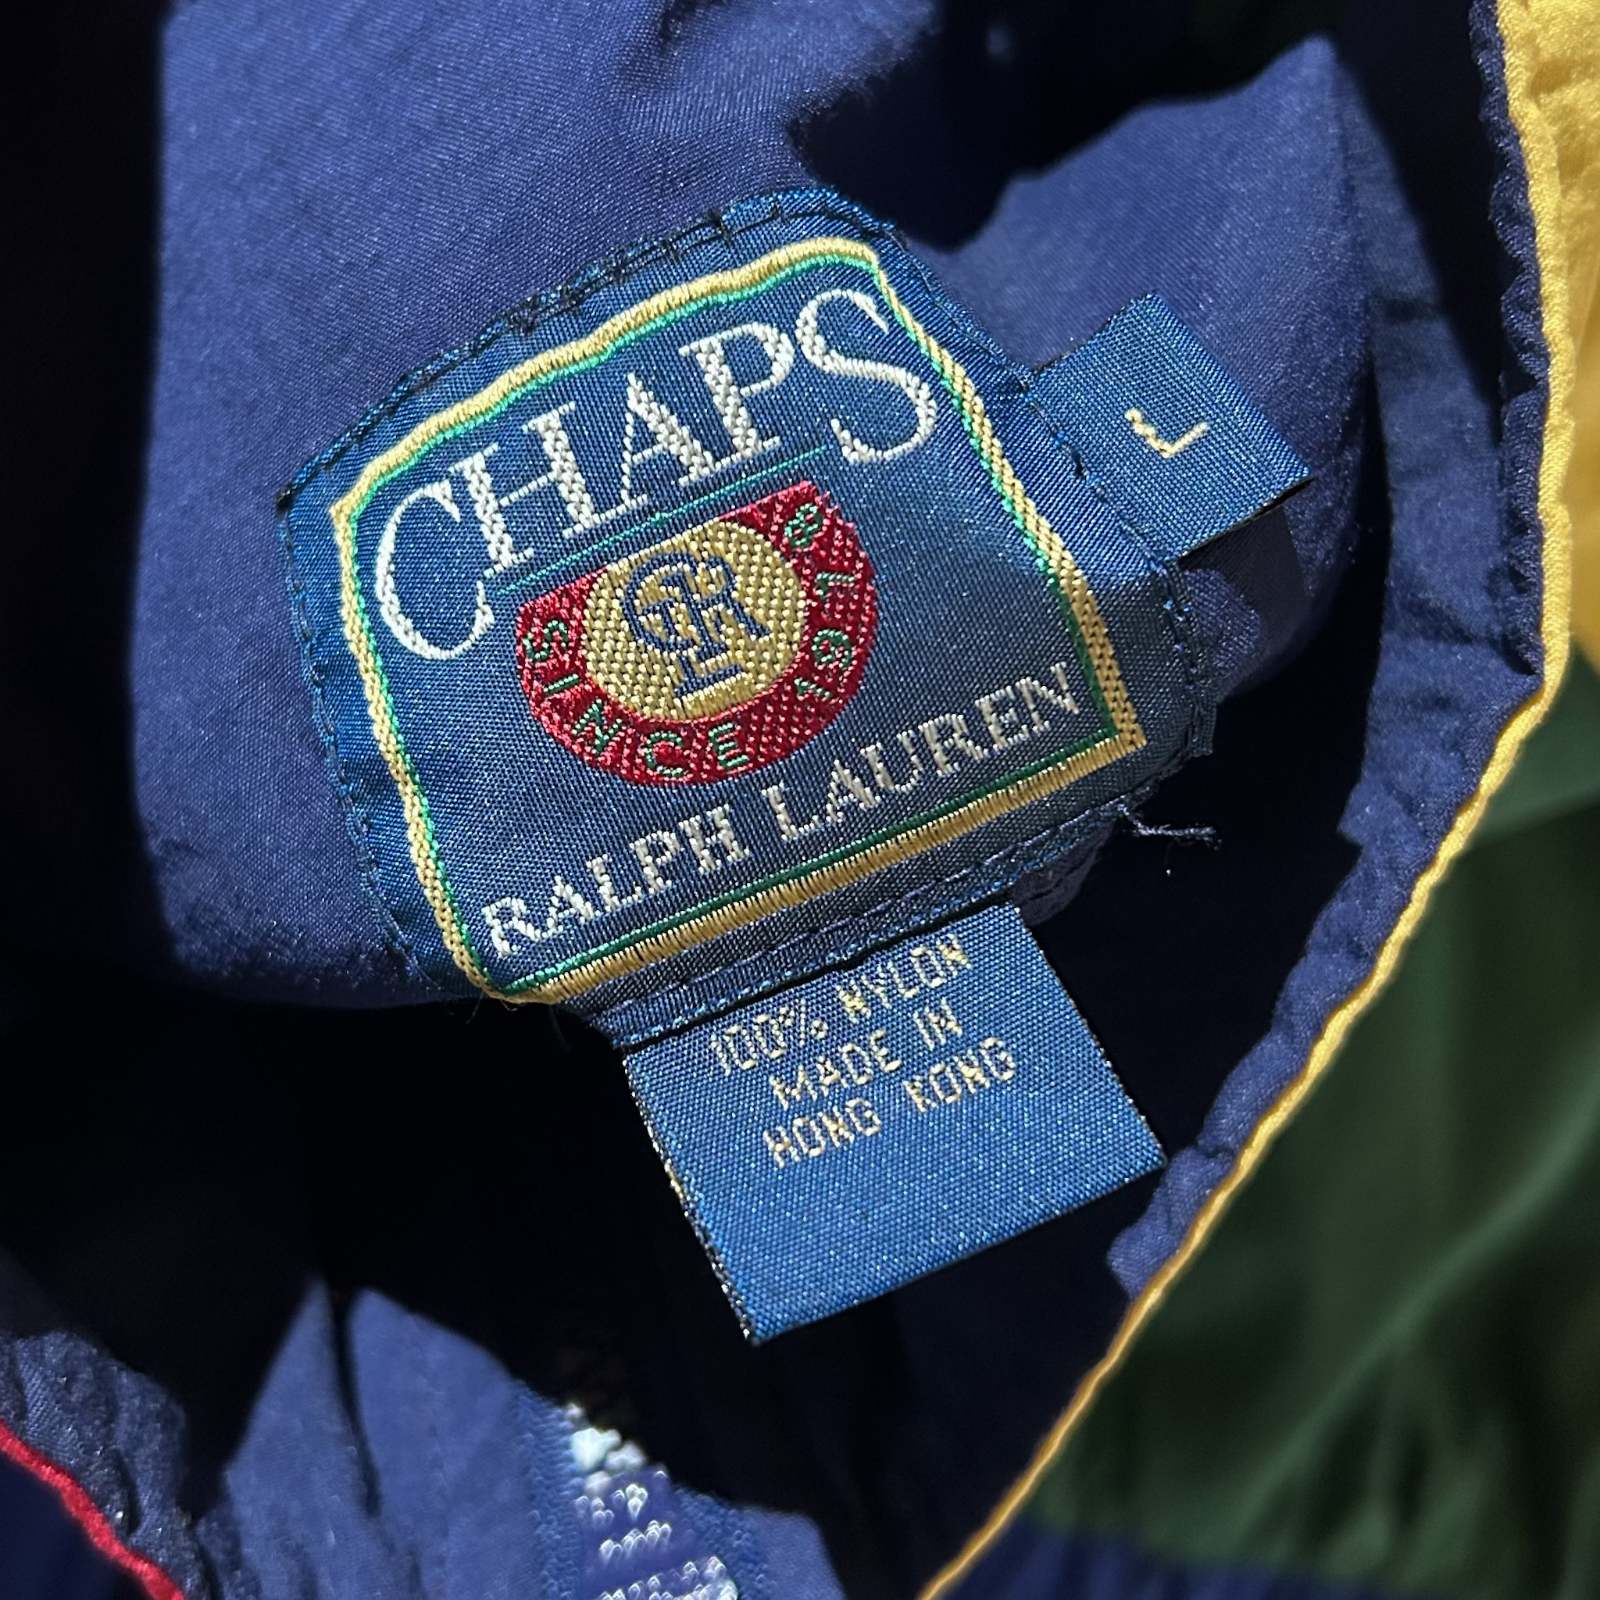 CHAPS
L
SINCE 1978
RALPH LAUREN
100% NYLON
MADE IN
HONG KONG